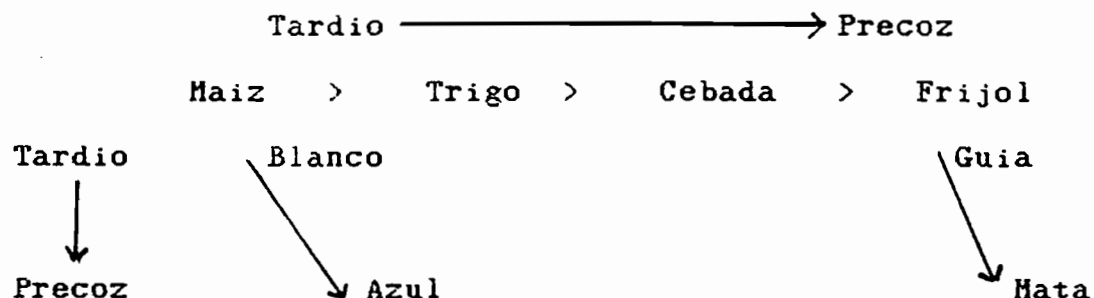 Tardio Precoz
Maiz > Trigo > Cebada > Frijol
Tardio Blanco Guia
Precoz Azul Mata